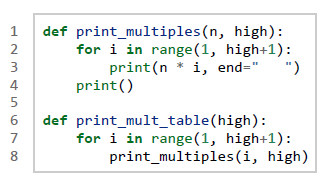 1 def print_multiples(n, high):
2     for i in range(1, high+1):
3         print(n * i, end="   ")
4     print()
5
6 def print_mult_table(high):
7     for i in range(1, high+1):
8         print_multiples(i, high)